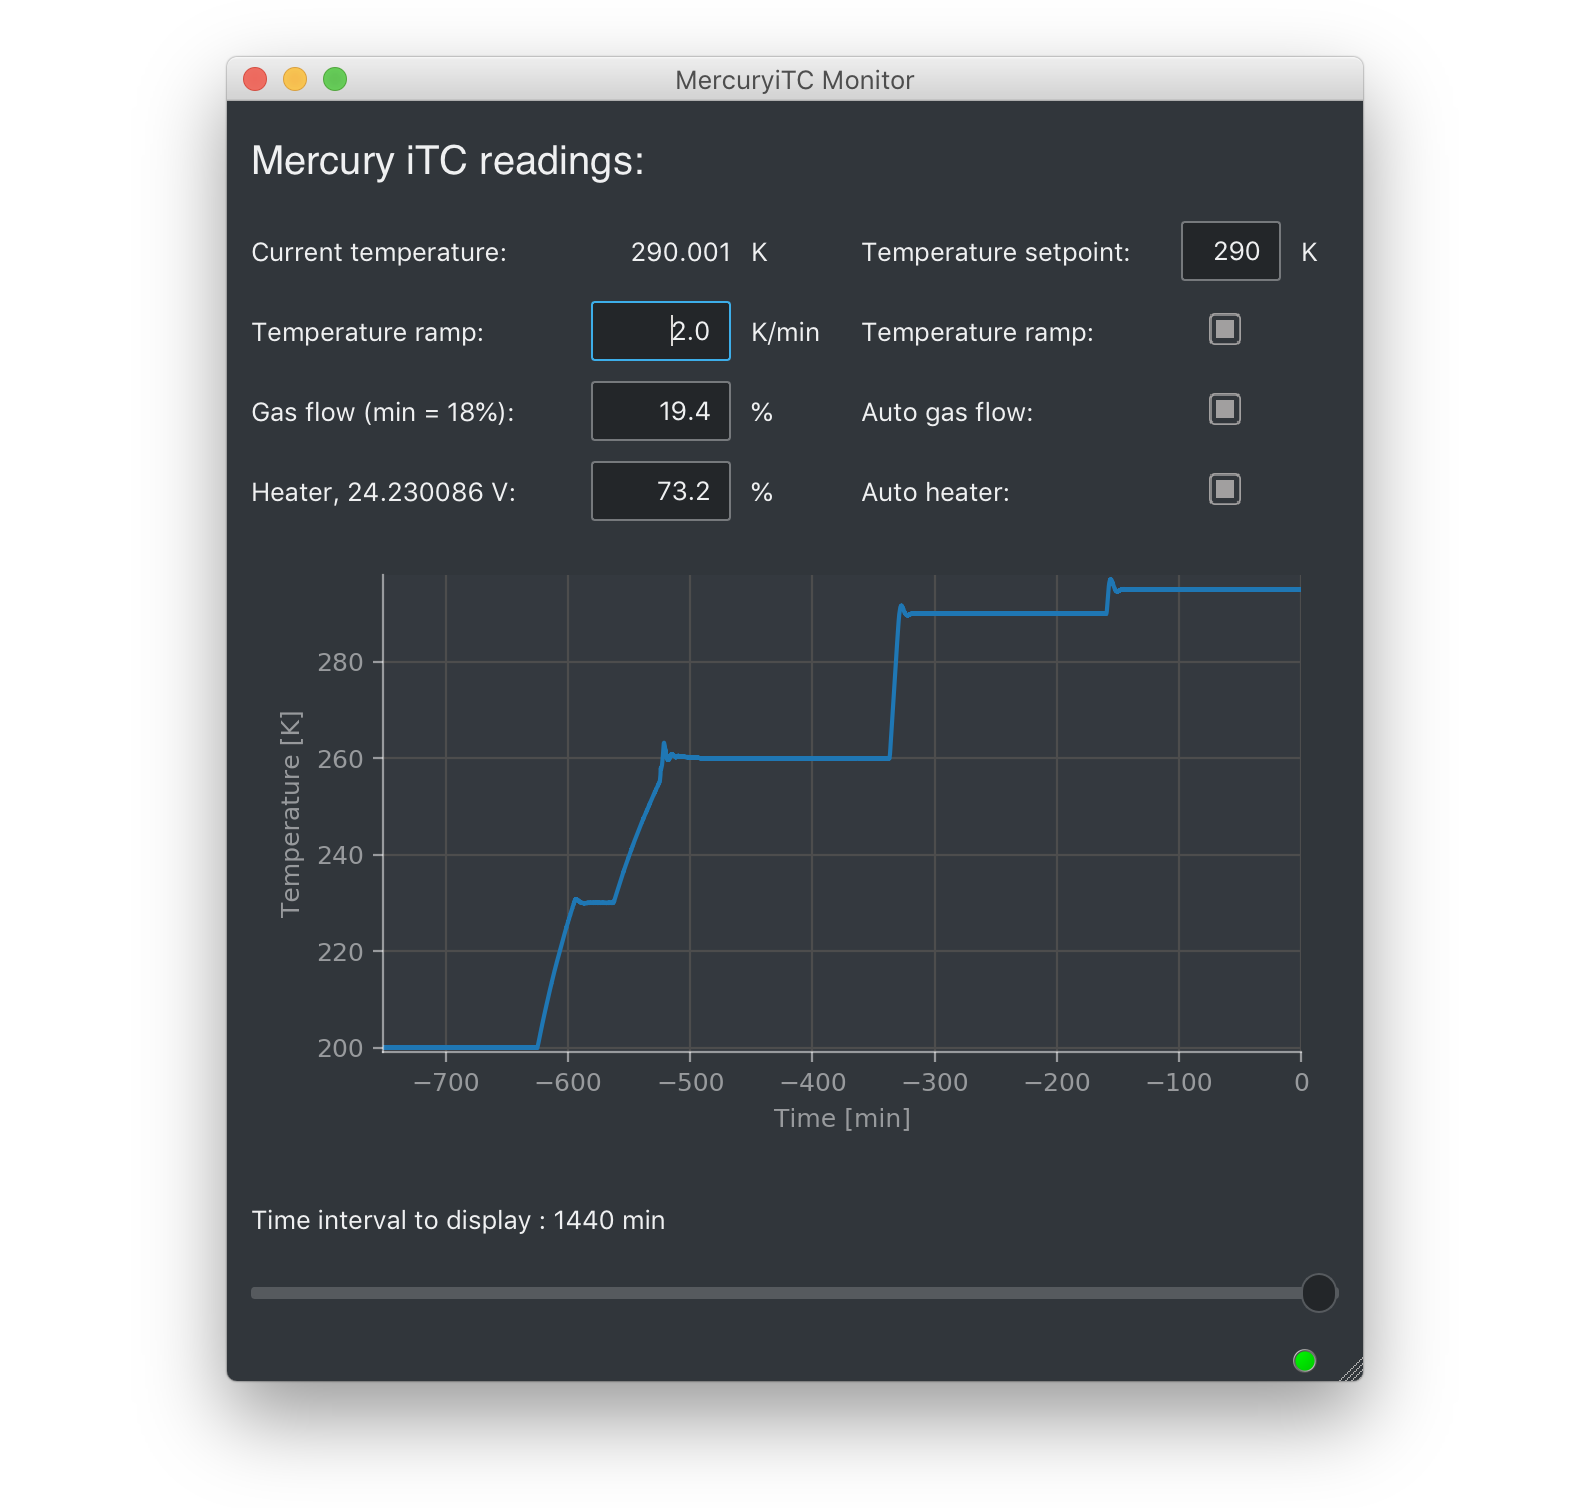 MercuryiTC Monitor
Mercury iTC readings:
Current temperature: 290.001 K Temperature setpoint: 290 K
Temperature ramp: 2.0 K/min Temperature ramp:
Gas flow (min = 18%): 19.4 % Auto gas flow:
Heater, 24.230086 V: 73.2 % Auto heater:
280
260
240
220
200
Temperature [K]
−700 −600 −500 −400 −300 −200 −100 0
Time [min]
Time interval to display : 1440 min